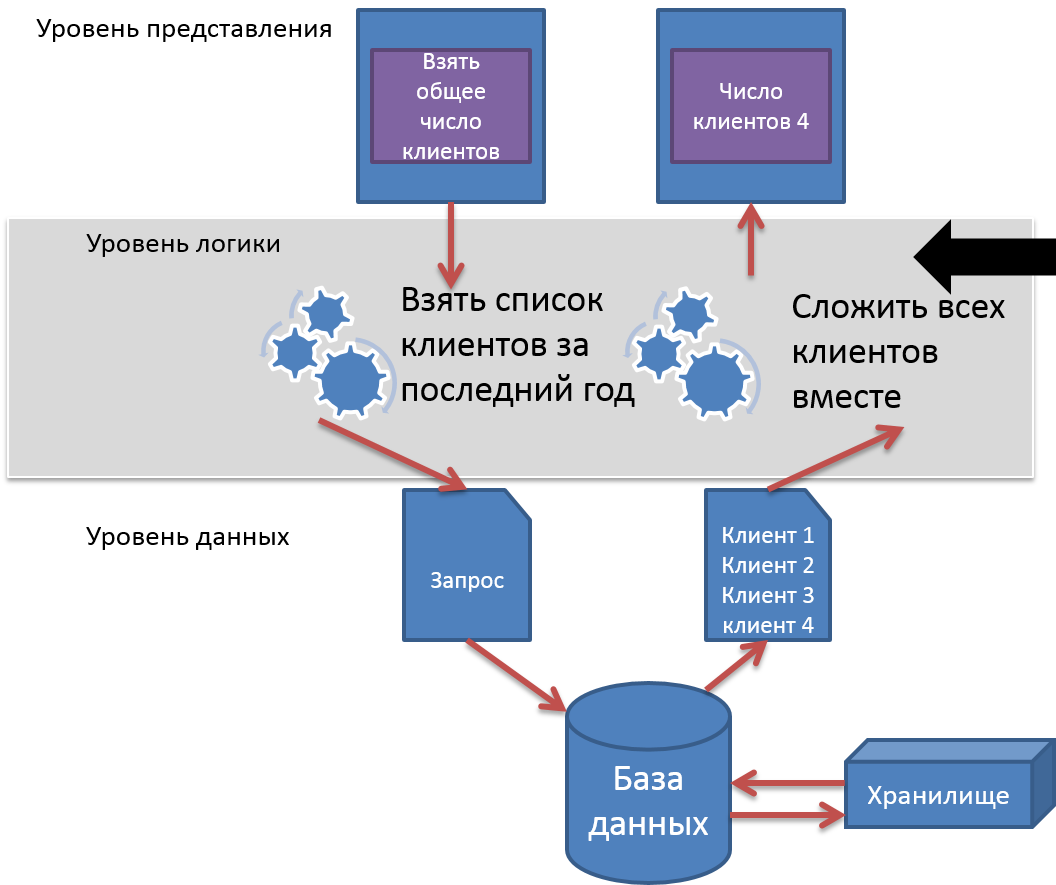 Уровень представления
Взять
общее
число
клиентов
Число
клиентов 4
Уровень логики
Взять список
клиентов за
последний год
Сложить всех
клиентов
вместе
Уровень данных
Запрос
Клиент 1
Клиент 2
Клиент 3
клиент 4
База
данных
Хранилище